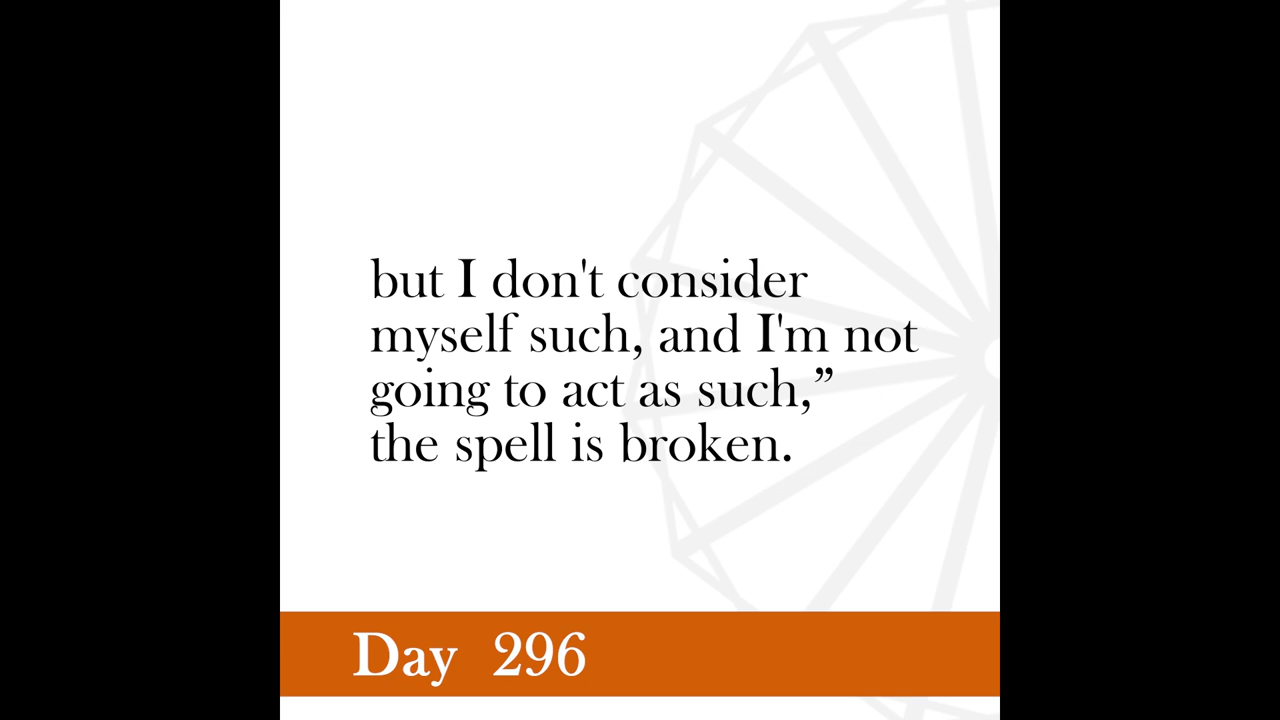 but I don't consider
myself such, and I'm not
going to act as such,”
the spell is broken.
Day 296